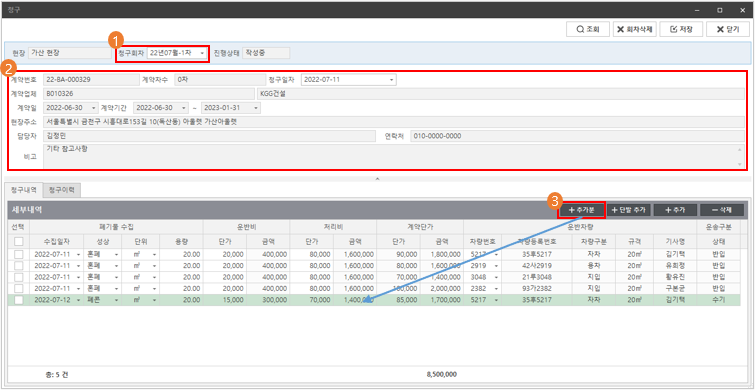 청구
조회 회차삭제 저장 닫기
1
현장 가산 현장 청구회차 22년07월-1차 진행상태 작성중
2
계약번호 22-BA-000329 계약차수 0차 청구일자 2022-07-11
계약업체 B010326 KGG건설
계약일 2022-06-30 계약기간 2022-06-30 ~ 2023-01-31
현장주소 서울특별시 금천구 시흥대로153길 10(독산동) 아울렛 가산아울렛
담당자 김정민 연락처 010-0000-0000
비고 기타 참고사항
청구내역 청구이력
3
세부내역 + 추가분 + 단발 추가 + 추가 - 삭제
선택 폐기물 수집 운반비 처리비 계약단가 운반차량 운송구분
수집일자 성상 단위 용량 단가 금액 단가 금액 단가 금액 차량번호 차량등록번호 차량구분 규격 기사명 상태
2022-07-11 혼폐 ㎥ 20.00 20,000 400,000 80,000 1,600,000 90,000 1,800,000 5217 35루5217 자차 20㎥ 김기택 반입
2022-07-11 혼폐 ㎥ 20.00 20,000 400,000 80,000 1,600,000 80,000 1,600,000 2919 42사2919 용차 20㎥ 유희정 반입
2022-07-11 혼폐 ㎥ 20.00 20,000 400,000 80,000 1,600,000 1,400,000 3048 21루3048 지입 20㎥ 황유진 반입
2022-07-11 혼폐 ㎥ 20.00 20,000 400,000 80,000 1,600,000 2,000,000 2382 93가2382 지입 20㎥ 구본균 반입
2022-07-12 폐콘 ㎥ 20.00 15,000 300,000 70,000 1,400,000 85,000 1,700,000 5217 35루5217 자차 20㎥ 김기택 수기
총: 5 건 8,500,000